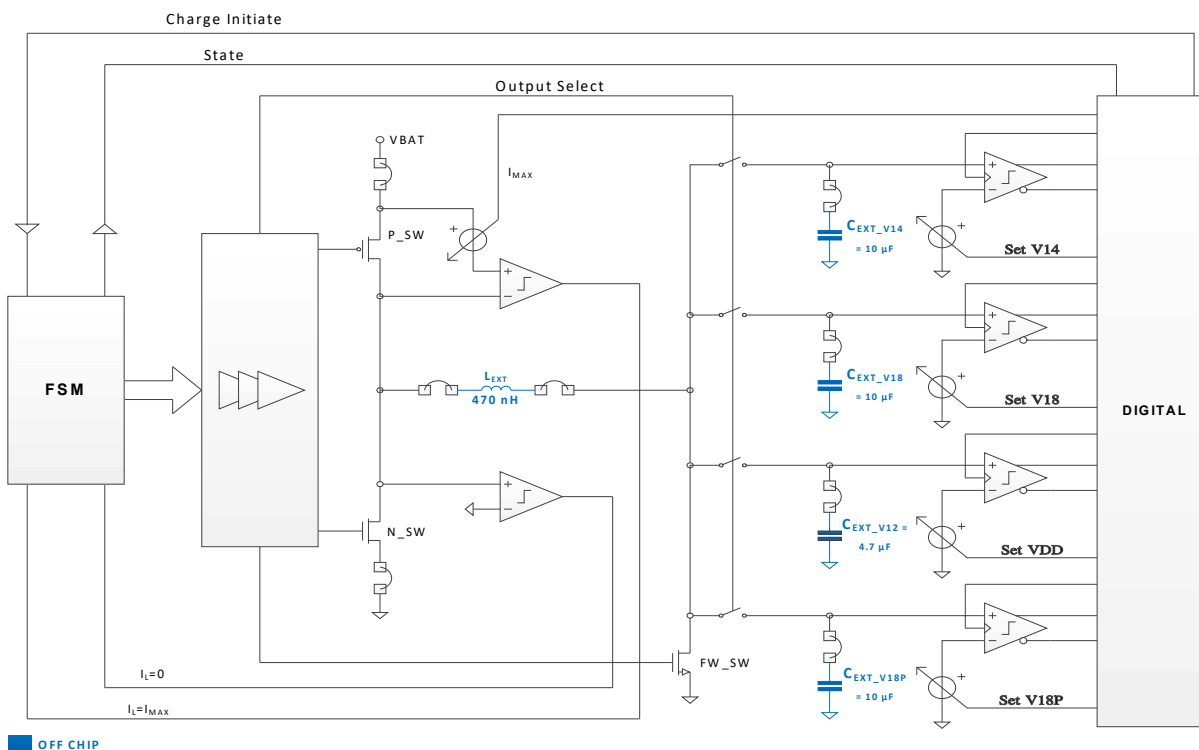 Charge Initiate
State
Output Select
VBAT
IMAX
P_SW
+
+
−
CEXT_V14
= 10 µF
+
−
+
Set V14
FSM
LEXT
470 nH
CEXT_V18
= 10 µF
+
−
+
Set V18
DIGITAL
+
−
N_SW
CEXT_V12 =
4.7 µF
+
−
+
Set VDD
FW_SW
CEXT_V18P
= 10 µF
+
−
+
Set V18P
IL=0
IL=IMAX
OFF CHIP